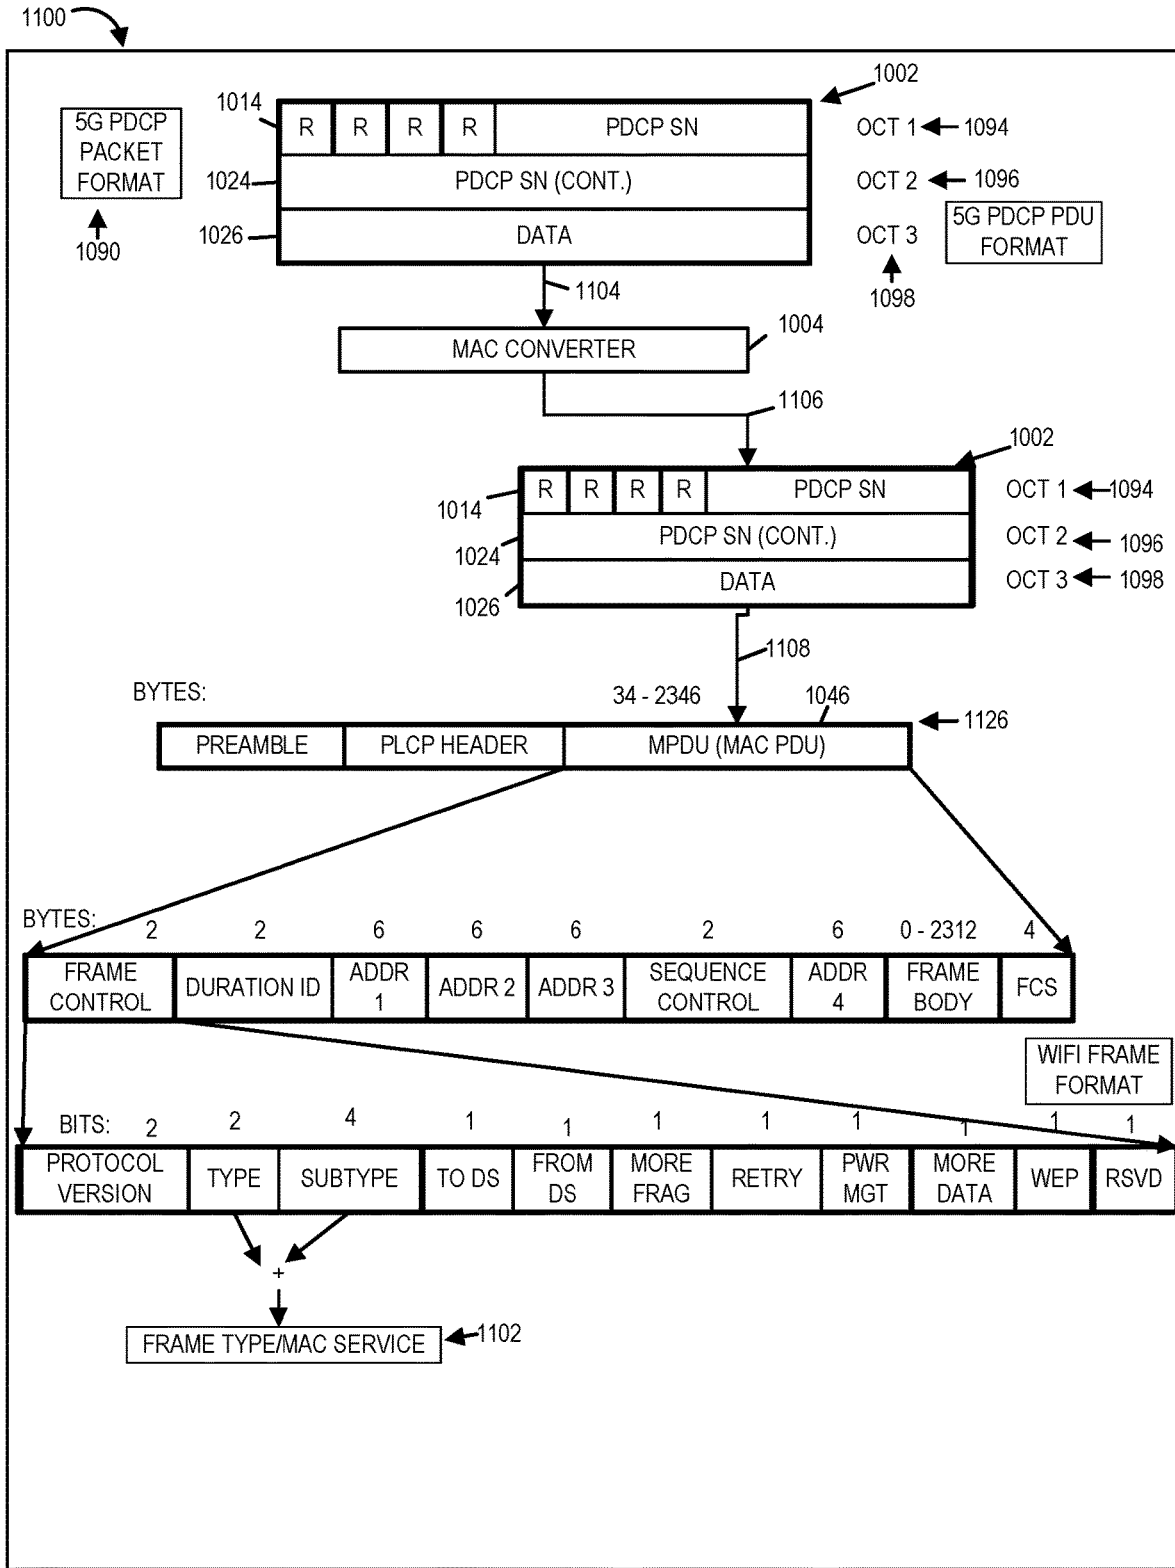 1100
1002
1014
5G PDCP
PACKET
FORMAT
1090
R R R R PDCP SN
OCT 1 1094
1024
PDCP SN (CONT.)
OCT 2 1096
1026
DATA
OCT 3
1098
5G PDCP PDU
FORMAT
1104
MAC CONVERTER
1004
1106
1002
1014
R R R R PDCP SN
OCT 1 1094
1024
PDCP SN (CONT.)
OCT 2 1096
1026
DATA
OCT 3 1098
1108
BYTES: 34 - 2346 1046
1126
PREAMBLE PLCP HEADER MPDU (MAC PDU)
BYTES: 2 2 6 6 6 2 6 0 - 2312 4
FRAME
CONTROL
DURATION ID
ADDR
1
ADDR 2
ADDR 3
SEQUENCE
CONTROL
ADDR
4
FRAME
BODY
FCS
WIFI FRAME
FORMAT
BITS: 2 2 4 1 1 1 1 1 1 1 1
PROTOCOL
VERSION
TYPE
SUBTYPE
TO DS
FROM
DS
MORE
FRAG
RETRY
PWR
MGT
MORE
DATA
WEP
RSVD
+
FRAME TYPE/MAC SERVICE
1102